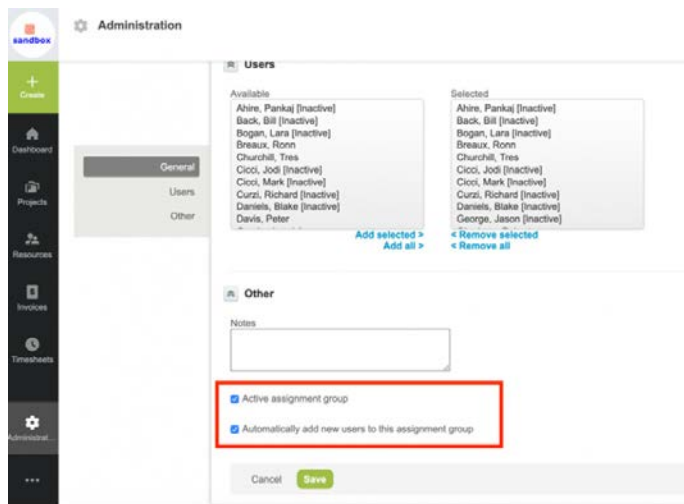 sandbox
Administration
Create
Dashboard
Projects
Resources
Invoices
Timesheets
Administrat...
General
Users
Other
Users
Available
Ahire, Pankaj [Inactive]
Back, Bill [Inactive]
Bogan, Lara [Inactive]
Breaux, Ronn
Churchill, Tres
Cicci, Jodi [Inactive]
Cicci, Mark [Inactive]
Curzi, Richard [Inactive]
Daniels, Blake [Inactive]
Davis, Peter
Add selected >
Add all >
Selected
Ahire, Pankaj [Inactive]
Back, Bill [Inactive]
Bogan, Lara [Inactive]
Breaux, Ronn
Churchill, Tres
Cicci, Jodi [Inactive]
Cicci, Mark [Inactive]
Curzi, Richard [Inactive]
Daniels, Blake [Inactive]
George, Jason [Inactive]
< Remove selected
< Remove all
Other
Notes
Active assignment group
Automatically add new users to this assignment group
Cancel
Save